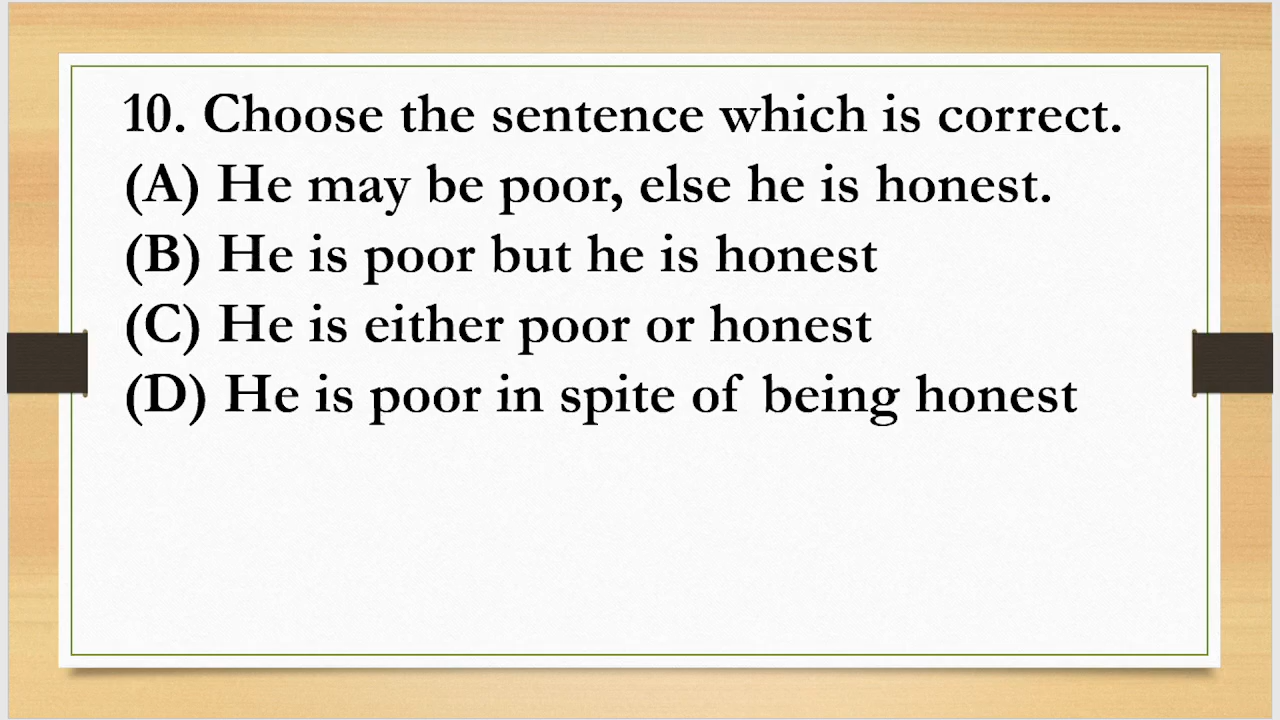 10. Choose the sentence which is correct.
(A) He may be poor, else he is honest.
(B) He is poor but he is honest
(C) He is either poor or honest
(D) He is poor in spite of being honest